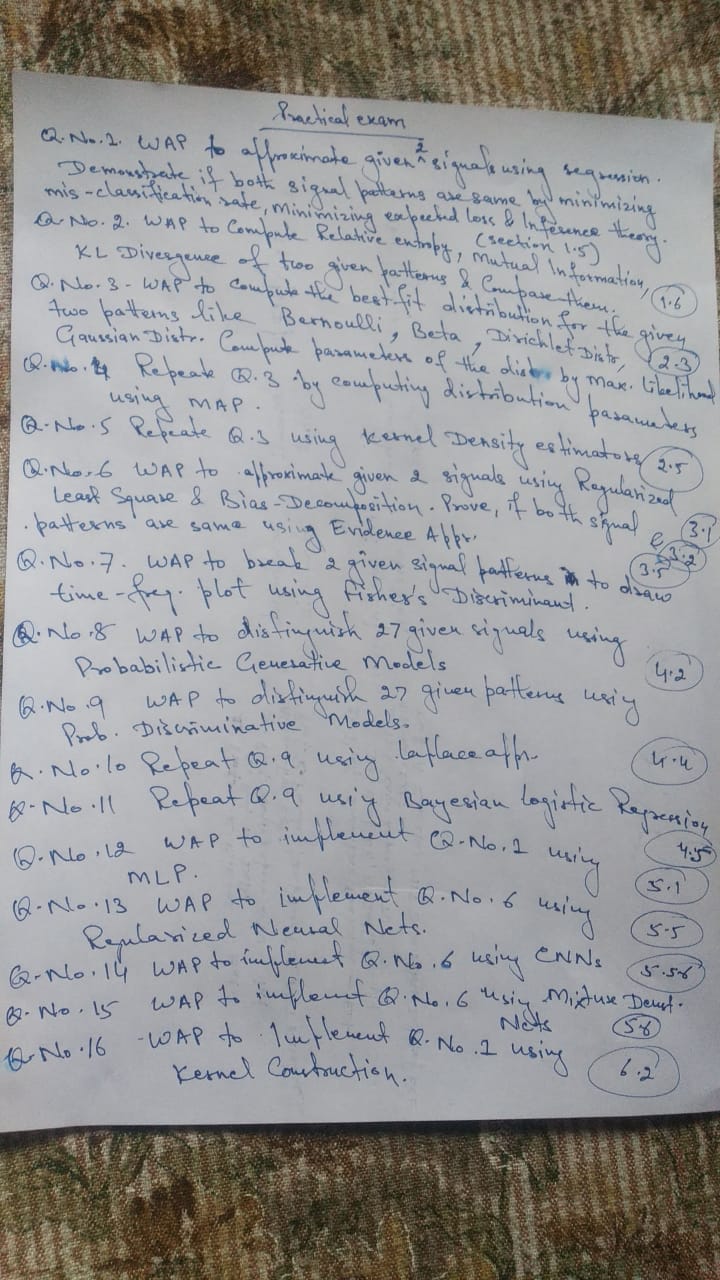 Practical exam
Q.No.1. WAP to approximate given 2 signals using regression.
Demonstrate if both signal patterns are same by minimizing
mis-classification rate, minimizing expected loss & Inference theory.
(section 1.5)
Q.No.2. WAP to Compute Relative entropy, Mutual Information,
KL Divergence of two given patterns & Compare them. 1.6
Q.No.3- WAP to compute the best-fit distribution for the given
two patterns like Bernoulli, Beta, Dirichlet Distr, 2.3
Gaussian Distr. Compute parameters of the dist by max. likelihood
Q.No.4 Repeat Q.3 by computing distribution parameters
using MAP.
Q.No.5 Repeate Q.3 using Kernel Density estimators 2.5
Q.No.6 WAP to approximate given 2 signals using Regularized
Least Square & Bias-Decomposition. Prove, if both signal 3.1
patterns are same using Evidence Appr. 3.2
3.5
Q.No.7. WAP to break 2 given signal patterns to draw
time-freq. plot using Fisher's Discriminant.
Q.No.8 WAP to distinguish 27 given signals using
Probabilistic Generative Models 4.2
Q.No.9 WAP to distinguish 27 given patterns using
Prob. Discriminative Models.
Q.No.10 Repeat Q.9 using laplace appr. 4.4
Q.No.11 Repeat Q.9 usiy Bayesian logistic Regression
4.5
Q.No.12 WAP to implement Q.No.1 using
MLP. 5.1
Q.No.13 WAP to implement Q.No.6 using
Regularized Neural Nets. 5.5
Q.No.14 WAP to implement Q.No.6 using CNNs 5.5.6
Q.No.15 WAP to implemt Q.No.6 usiy Mixture Denst.
Nets 5.6
Q.No.16 -WAP to Implement Q.No.1 using
Kernel Construction. 6.2